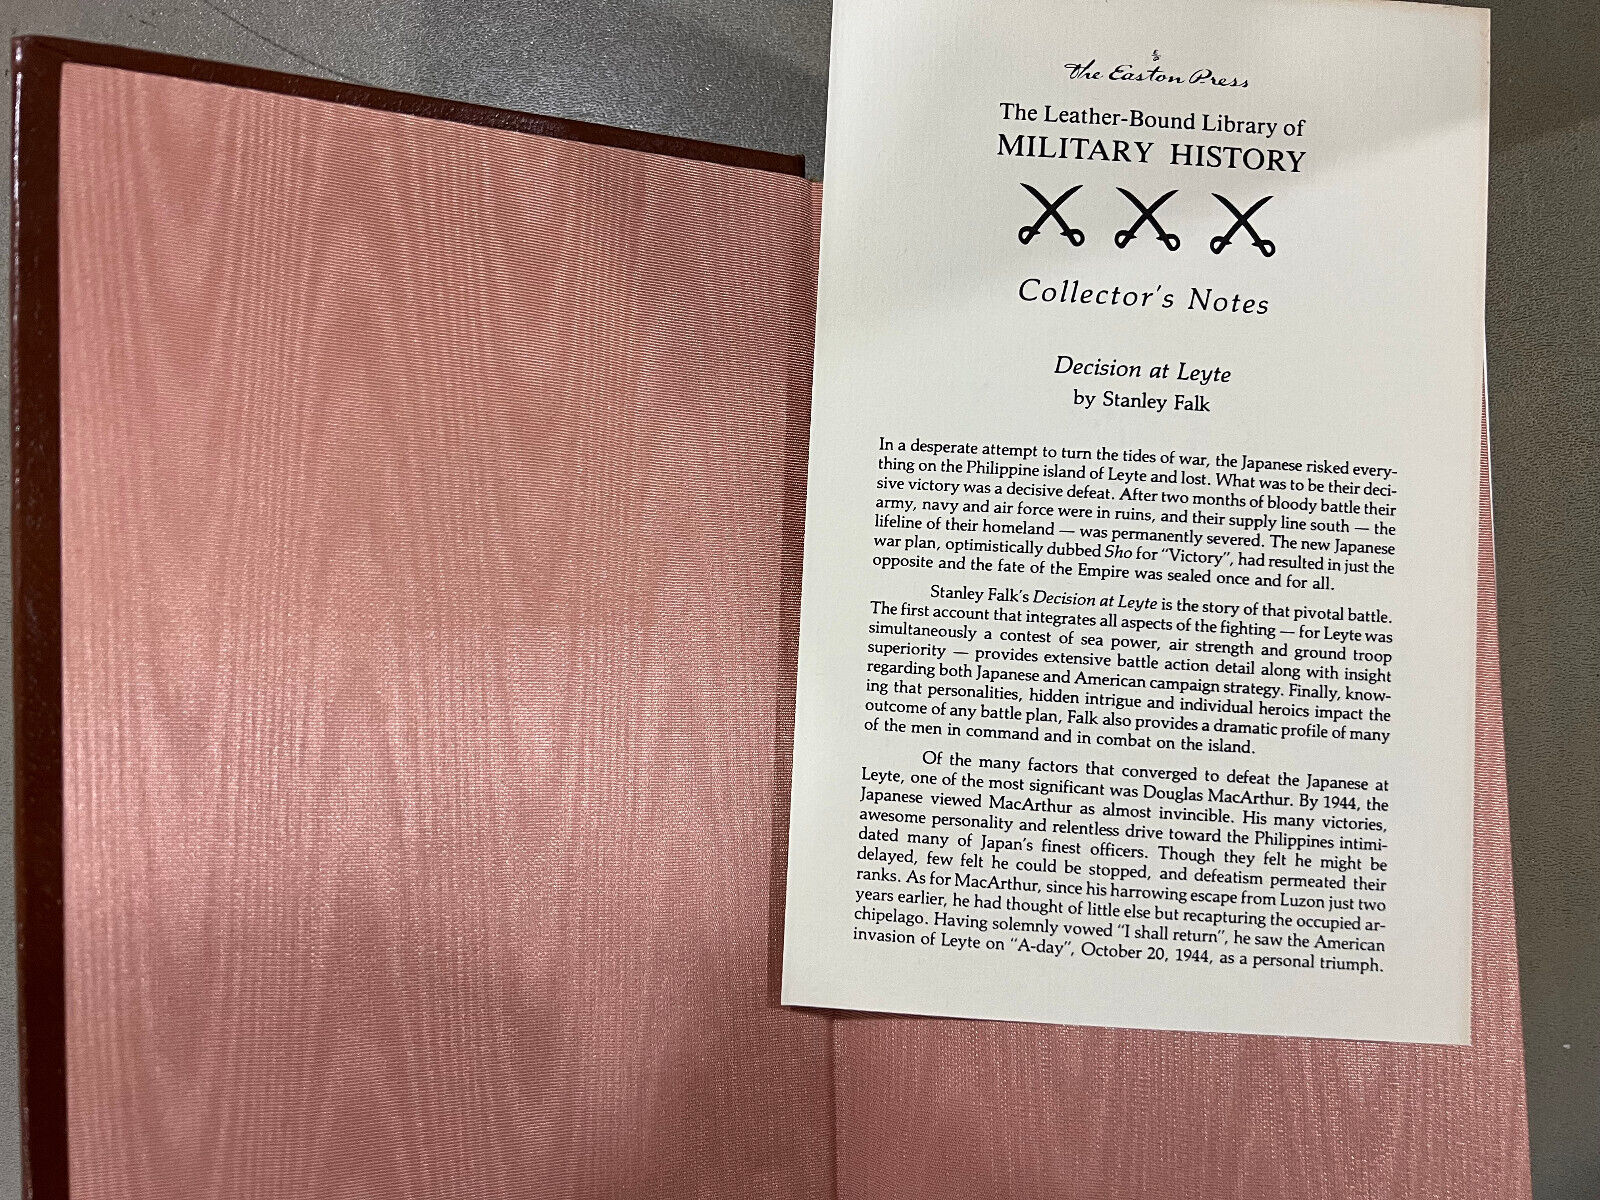 The Easton Press
The Leather-Bound Library of
MILITARY HISTORY
Collector's Notes
Decision at Leyte
by Stanley Falk
In a desperate attempt to turn the tides of war, the Japanese risked every-
thing on the Philippine island of Leyte and lost. What was to be their deci-
sive victory was a decisive defeat. After two months of bloody battle their
army, navy and air force were in ruins, and their supply line south — the
lifeline of their homeland — was permanently severed. The new Japanese
war plan, optimistically dubbed Sho for "Victory", had resulted in just the
opposite and the fate of the Empire was sealed once and for all.
Stanley Falk's Decision at Leyte is the story of that pivotal battle.
The first account that integrates all aspects of the fighting — for Leyte was
simultaneously a contest of sea power, air strength and ground troop
superiority — provides extensive battle action detail along with insight
regarding both Japanese and American campaign strategy. Finally, know-
ing that personalities, hidden intrigue and individual heroics impact the
outcome of any battle plan, Falk also provides a dramatic profile of many
of the men in command and in combat on the island.
Of the many factors that converged to defeat the Japanese at
Leyte, one of the most significant was Douglas MacArthur. By 1944, the
Japanese viewed MacArthur as almost invincible. His many victories,
awesome personality and relentless drive toward the Philippines intimi-
dated many of Japan's finest officers. Though they felt he might be
delayed, few felt he could be stopped, and defeatism permeated their
ranks. As for MacArthur, since his harrowing escape from Luzon just two
years earlier, he had thought of little else but recapturing the occupied ar-
chipelago. Having solemnly vowed "I shall return", he saw the American
invasion of Leyte on "A-day", October 20, 1944, as a personal triumph.